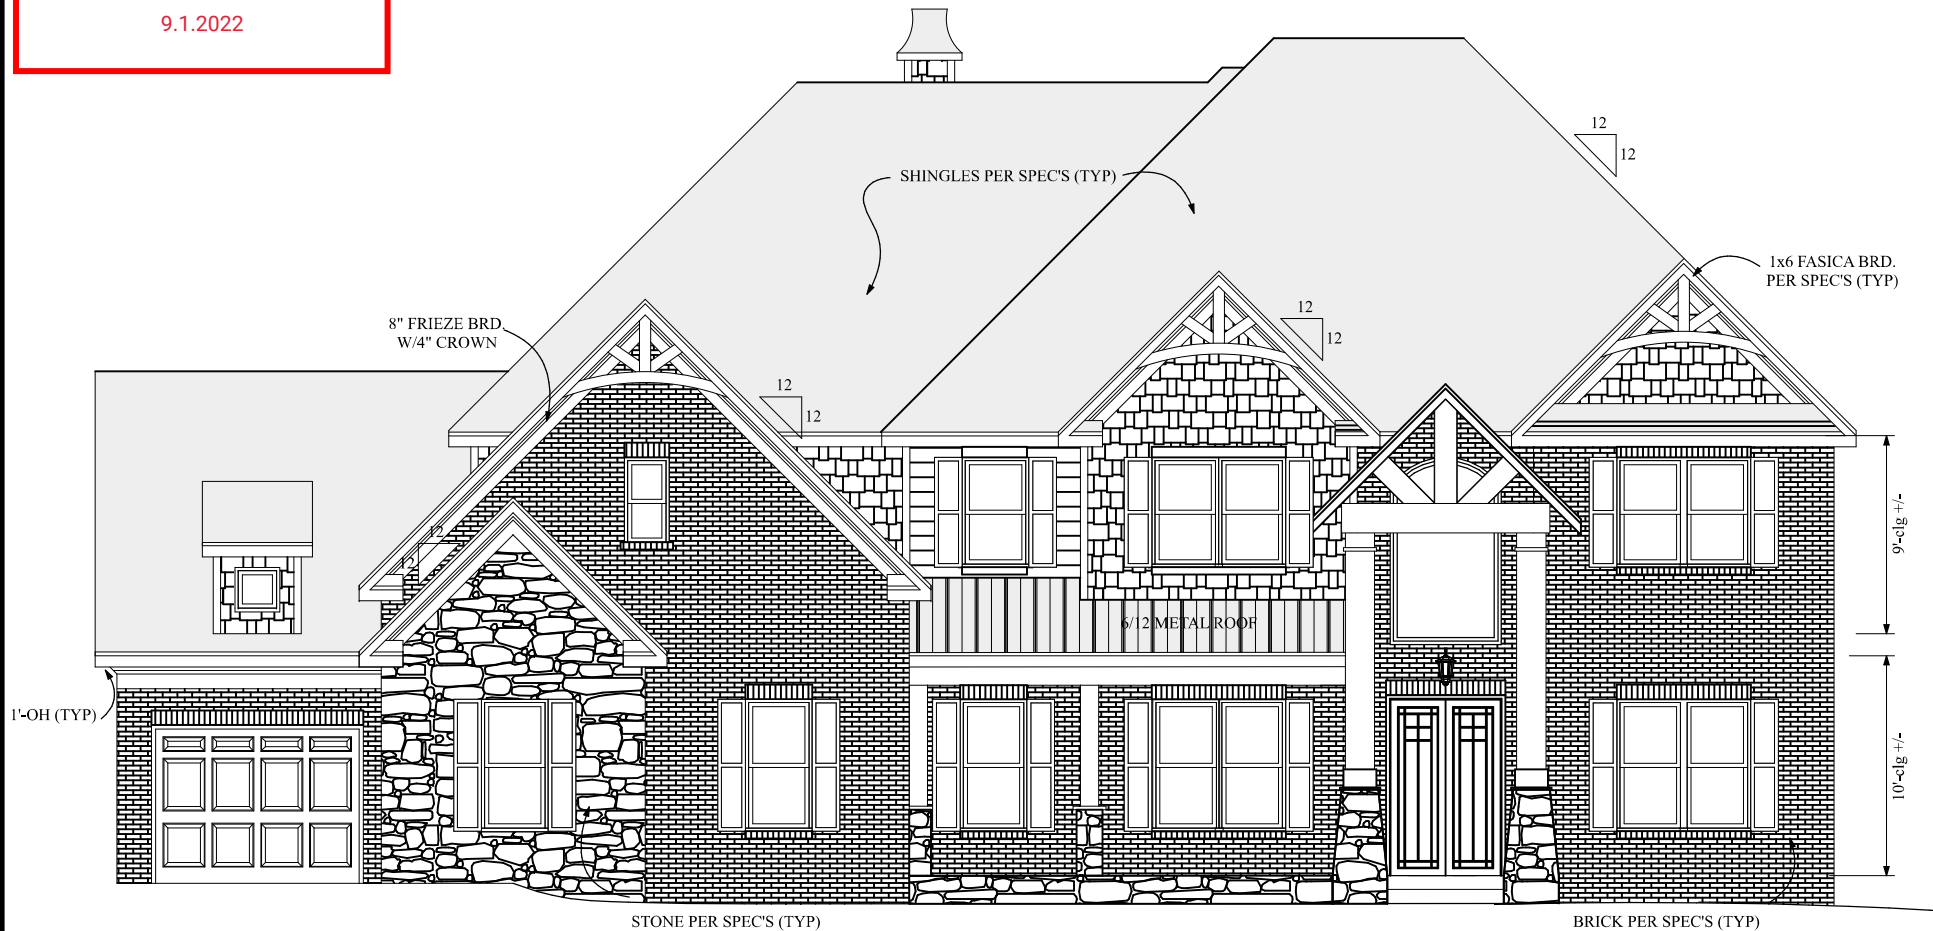 9.1.2022
12
12
SHINGLES PER SPEC'S (TYP)
1x6 FASICA BRD.
PER SPEC'S (TYP)
12
12
8" FRIEZE BRD.
W/4" CROWN
12
12
12
12
9'-clg +/-
6/12 METAL ROOF
1'-OH (TYP)
10'-clg +/-
STONE PER SPEC'S (TYP)
BRICK PER SPEC'S (TYP)